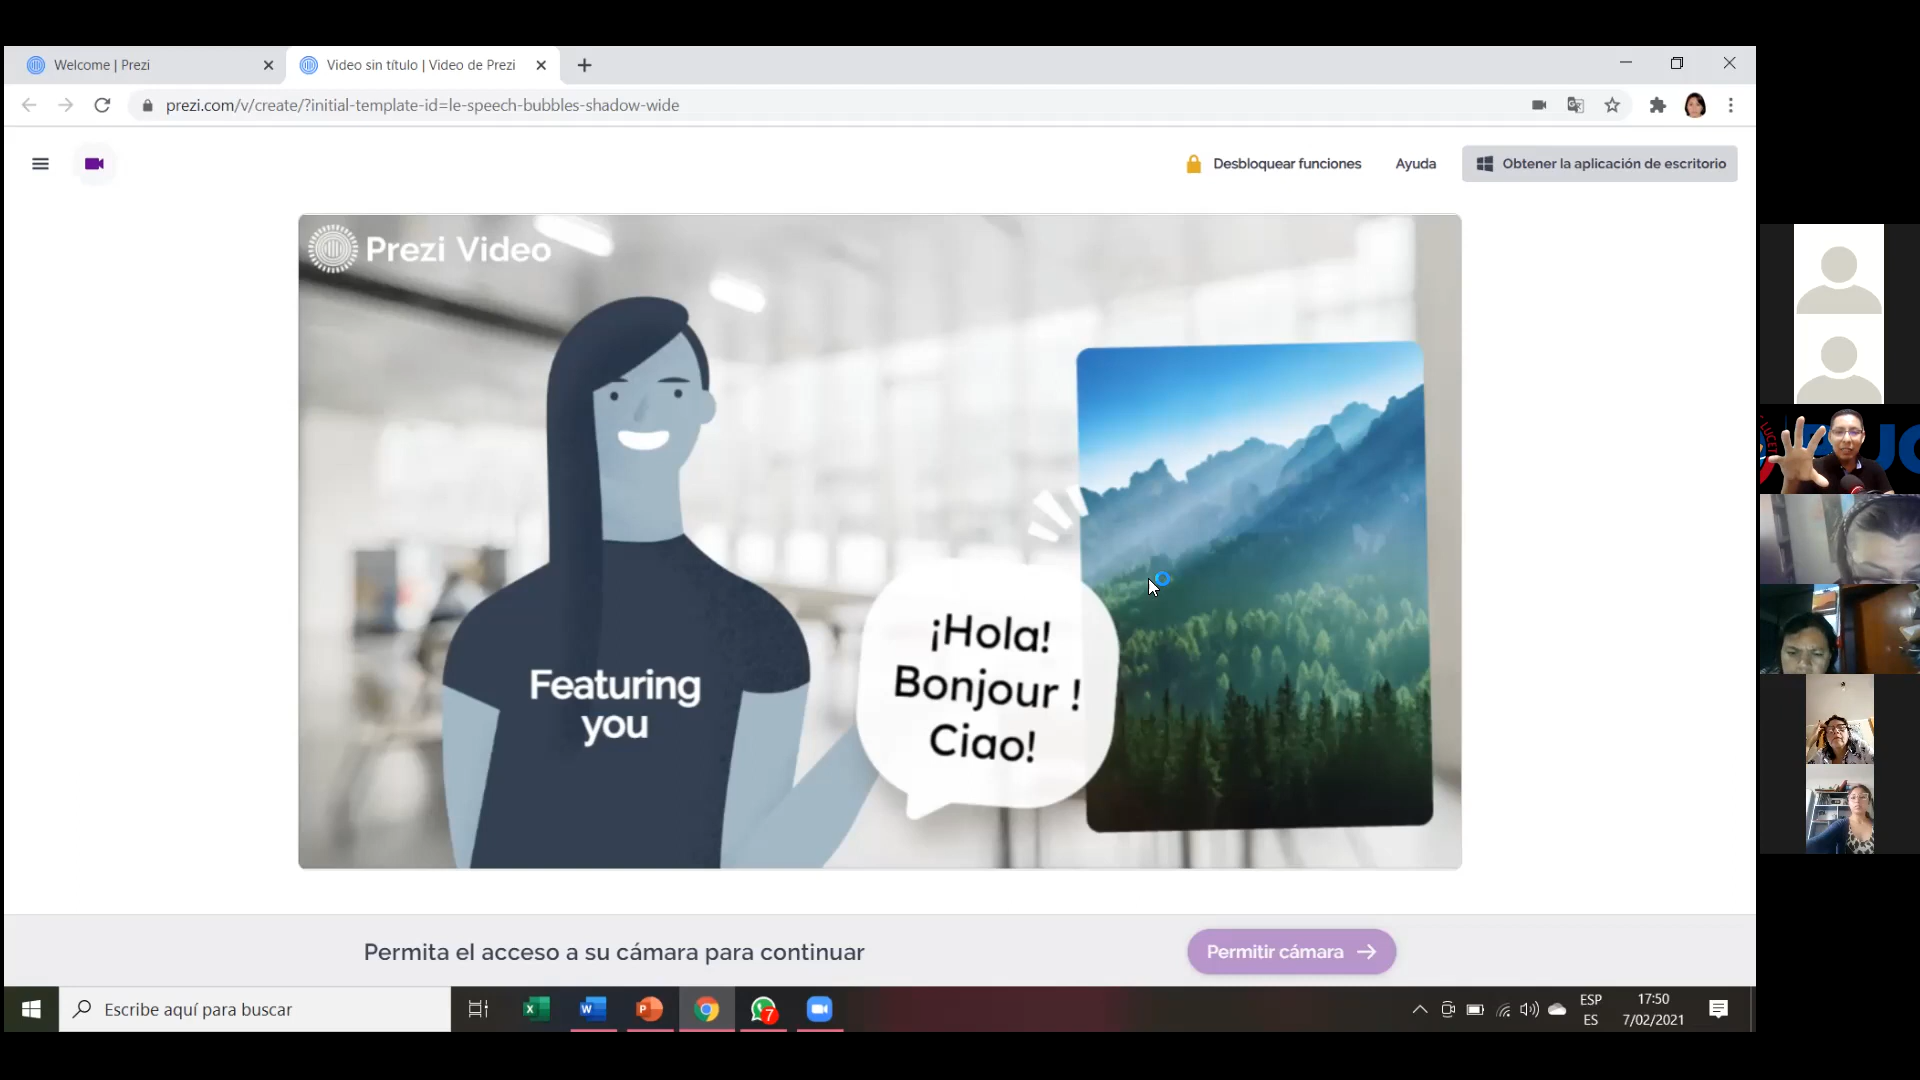 Welcome | Prezi
Video sin título | Video de Prezi
prezi.com/v/create/?initial-template-id=le-speech-bubbles-shadow-wide
Desbloquear funciones
Ayuda
Obtener la aplicación de escritorio
Prezi Video
¡Hola!
Bonjour !
Ciao!
Featuring
you
LUCET
Permita el acceso a su cámara para continuar
Permitir cámara
Escribe aquí para buscar
7
ESP
ES
17:50
7/02/2021